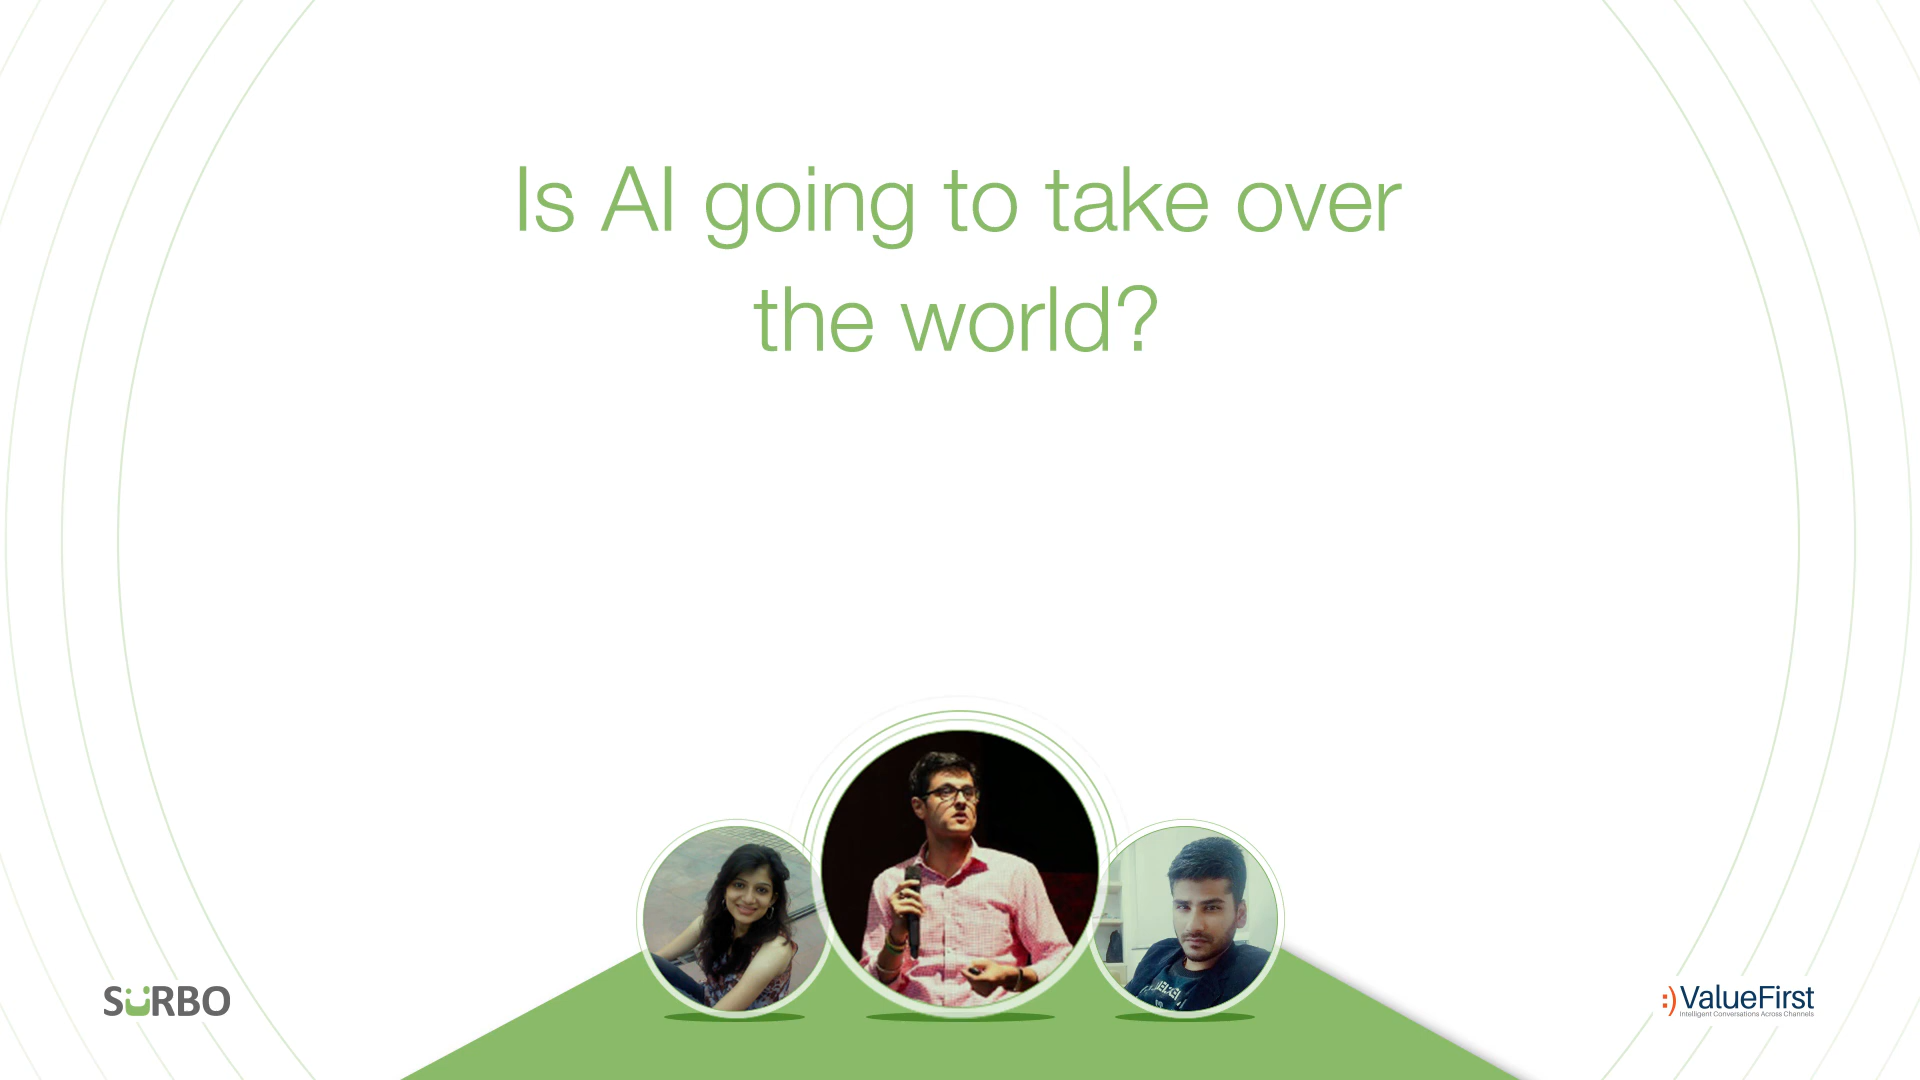 Is AI going to take over
the world?
SURBO
:) ValueFirst
Intelligent Conversations Across Channels